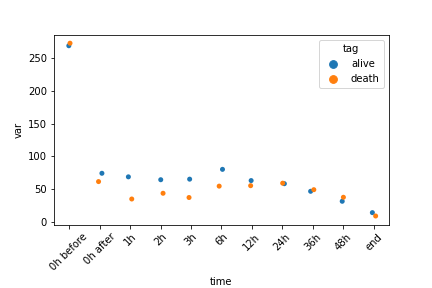 tag
alive
death
250
200
150
100
50
0
var
0h before
0h after
1h
2h
3h
6h
12h
24h
36h
48h
end
time